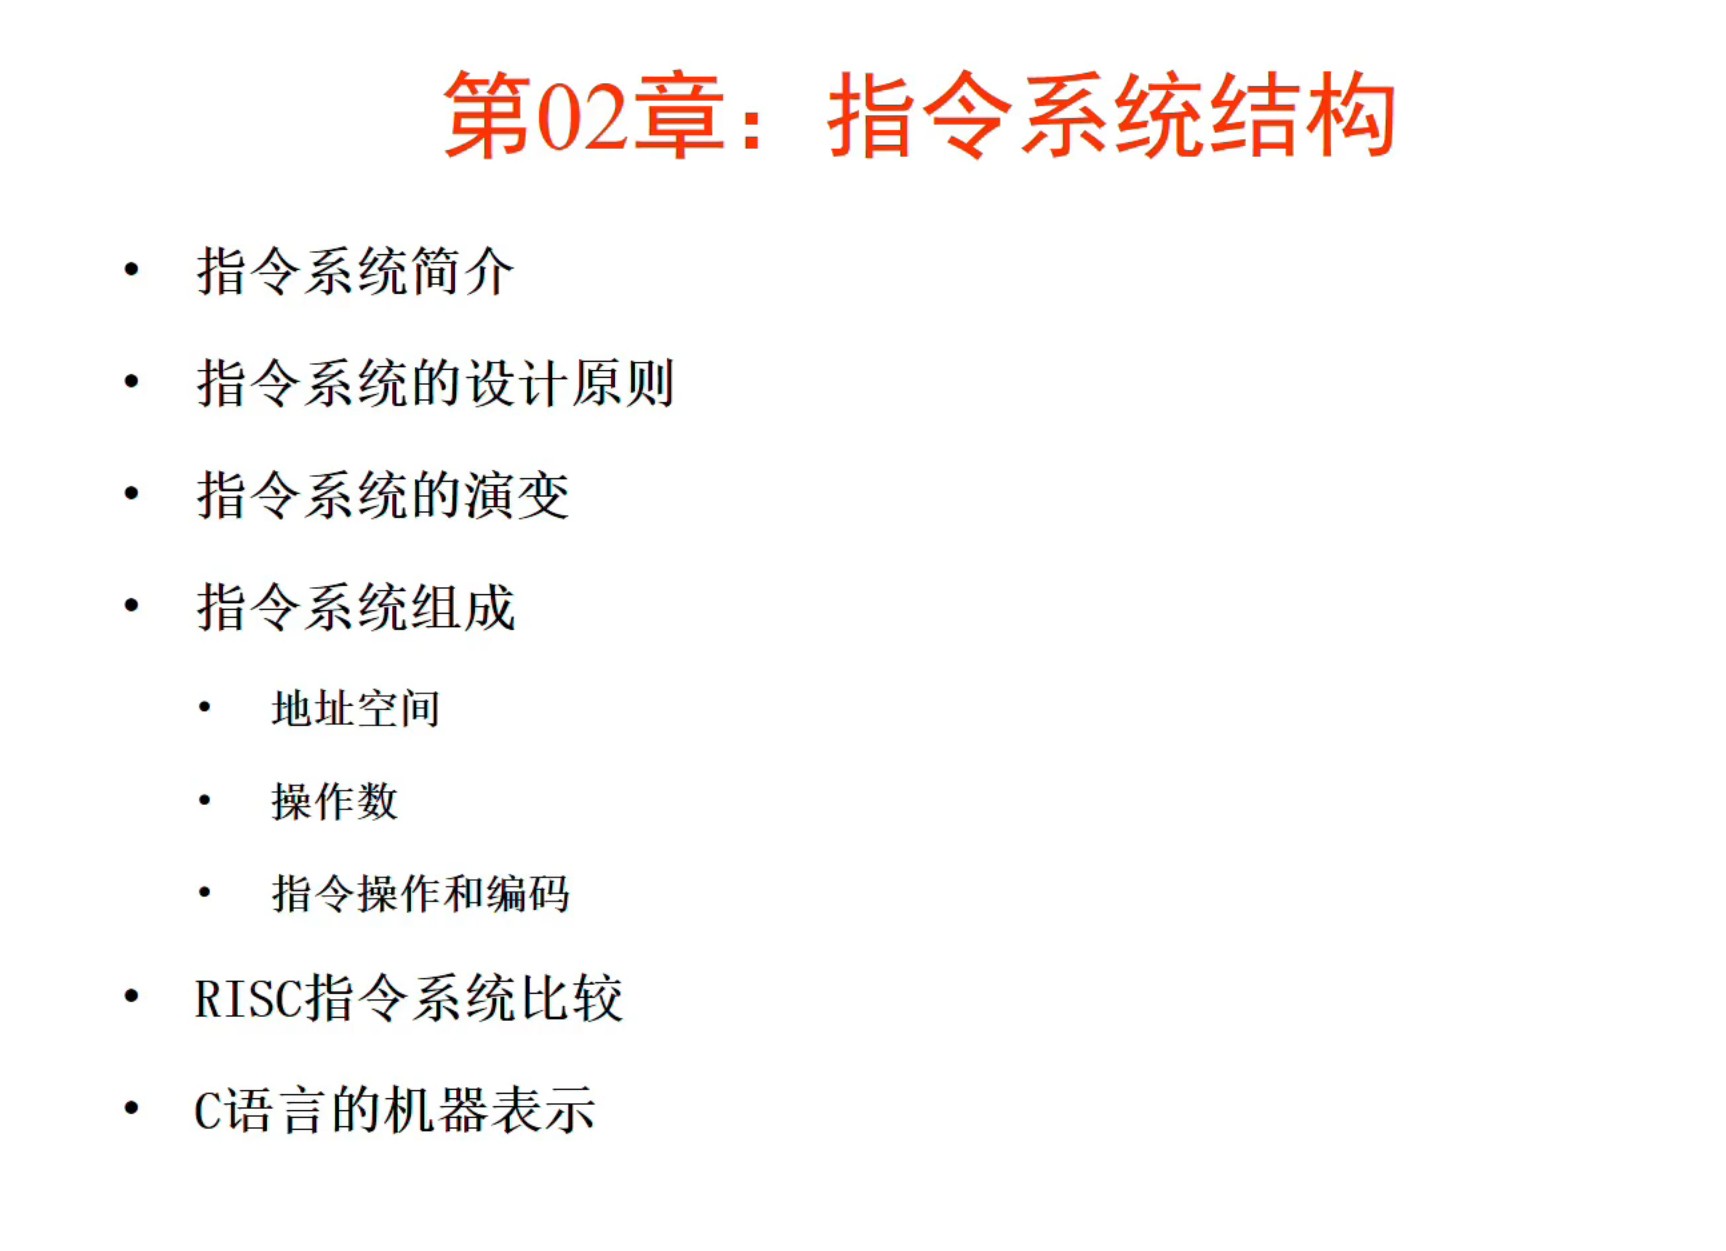 第02章：指令系统结构
• 指令系统简介
• 指令系统的设计原则
• 指令系统的演变
• 指令系统组成
• 地址空间
• 操作数
• 指令操作和编码
• RISC指令系统比较
• C语言的机器表示